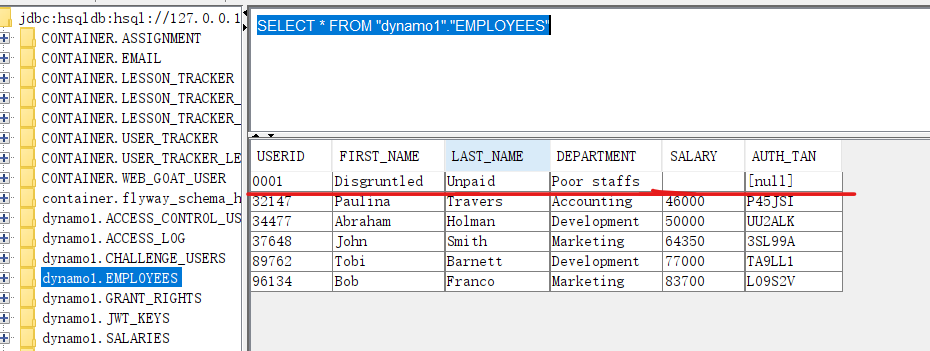 jdbc:hsqldb:hsql://127.0.0.1
CONTAINER.ASSIGNMENT
CONTAINER.EMAIL
CONTAINER.LESSON_TRACKER
CONTAINER.LESSON_TRACKER_
CONTAINER.LESSON_TRACKER_
CONTAINER.USER_TRACKER
CONTAINER.USER_TRACKER_LE
CONTAINER.WEB_GOAT_USER
container.flyway_schema_h
dynamo1.ACCESS_CONTROL_US
dynamo1.ACCESS_LOG
dynamo1.CHALLENGE_USERS
dynamo1.EMPLOYEES
dynamo1.GRANT_RIGHTS
dynamo1.JWT_KEYS
dynamo1.SALARIES
SELECT * FROM "dynamo1"."EMPLOYEES"
USERID FIRST_NAME LAST_NAME DEPARTMENT SALARY AUTH_TAN
0001 Disgruntled Unpaid Poor staffs [null]
32147 Paulina Travers Accounting 46000 P45JSI
34477 Abraham Holman Development 50000 UU2ALK
37648 John Smith Marketing 64350 3SL99A
89762 Tobi Barnett Development 77000 TA9LL1
96134 Bob Franco Marketing 83700 LO9S2V